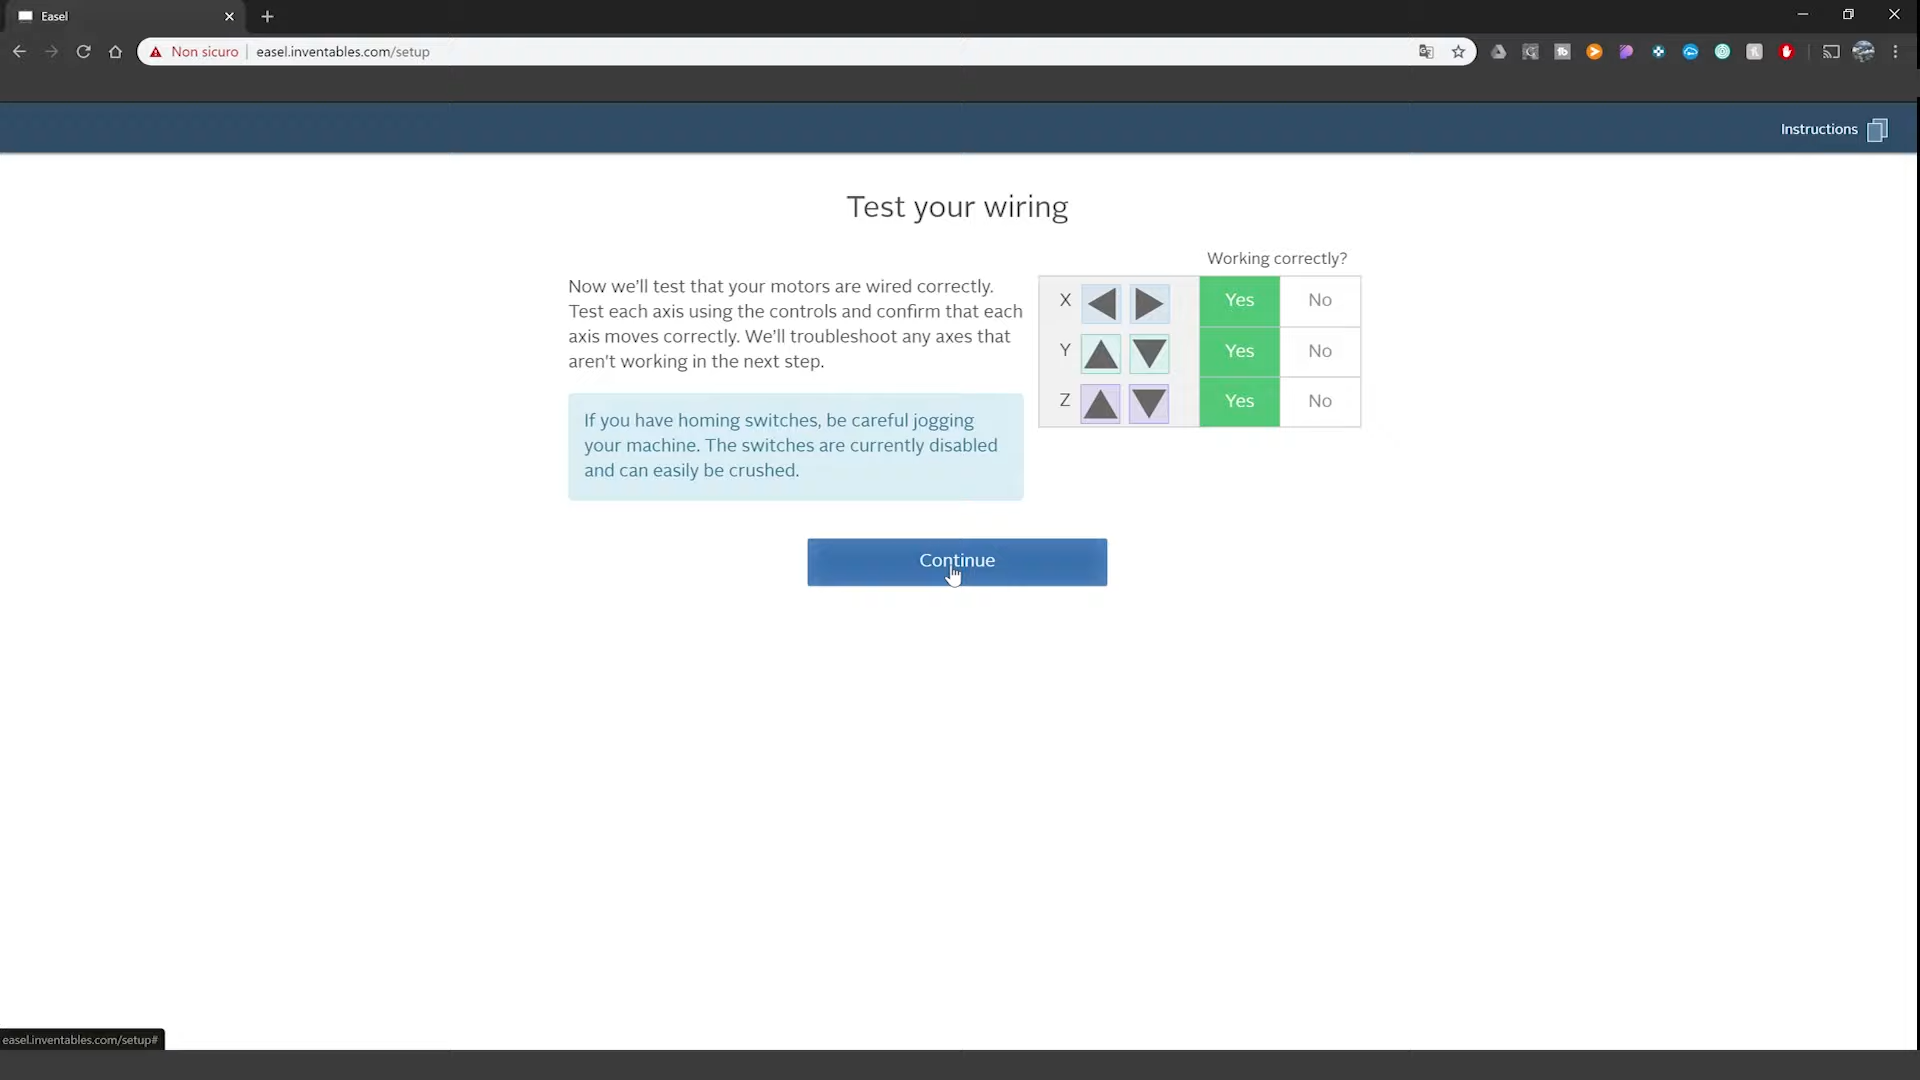 Easel
Non sicuro
easel.inventables.com/setup
Instructions
Test your wiring
Working correctly?
Now we'll test that your motors are wired correctly.
Test each axis using the controls and confirm that each
axis moves correctly. We'll troubleshoot any axes that
aren't working in the next step.
X
Yes
No
Y
Yes
No
Z
Yes
No
If you have homing switches, be careful jogging
your machine. The switches are currently disabled
and can easily be crushed.
Continue
easel.inventables.com/setup#